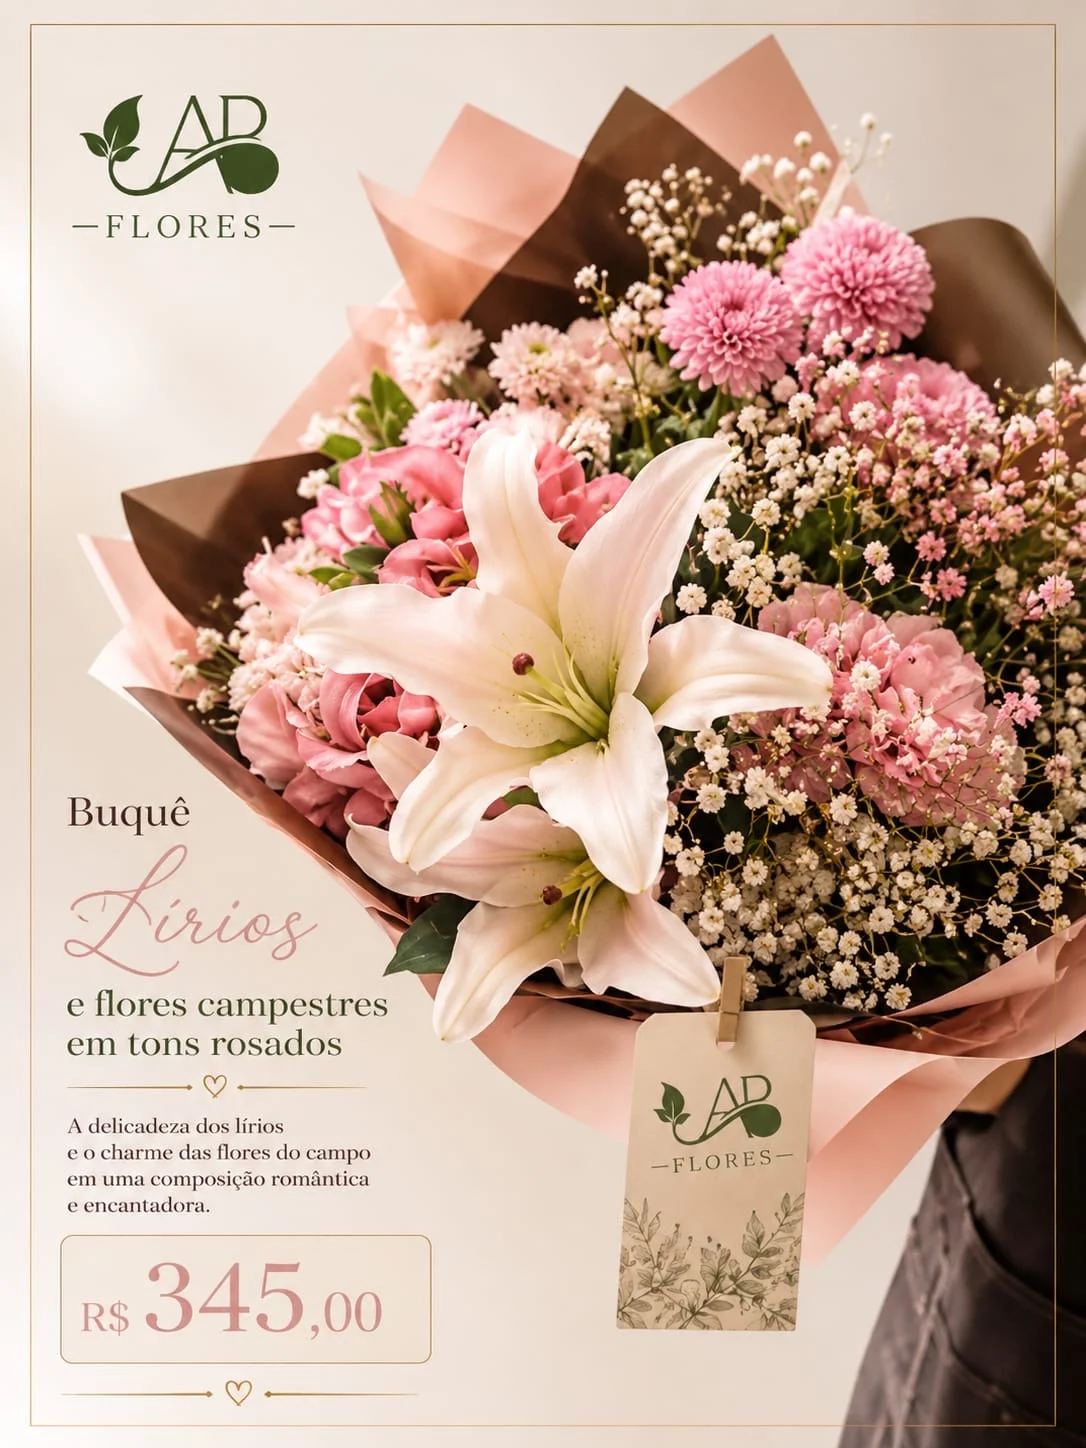 AB
—FLORES—
Buquê
Lírios
e flores campestres
em tons rosados
A delicadeza dos lírios
e o charme das flores do campo
em uma composição romântica
e encantadora.
R$ 345,00
AB
—FLORES—